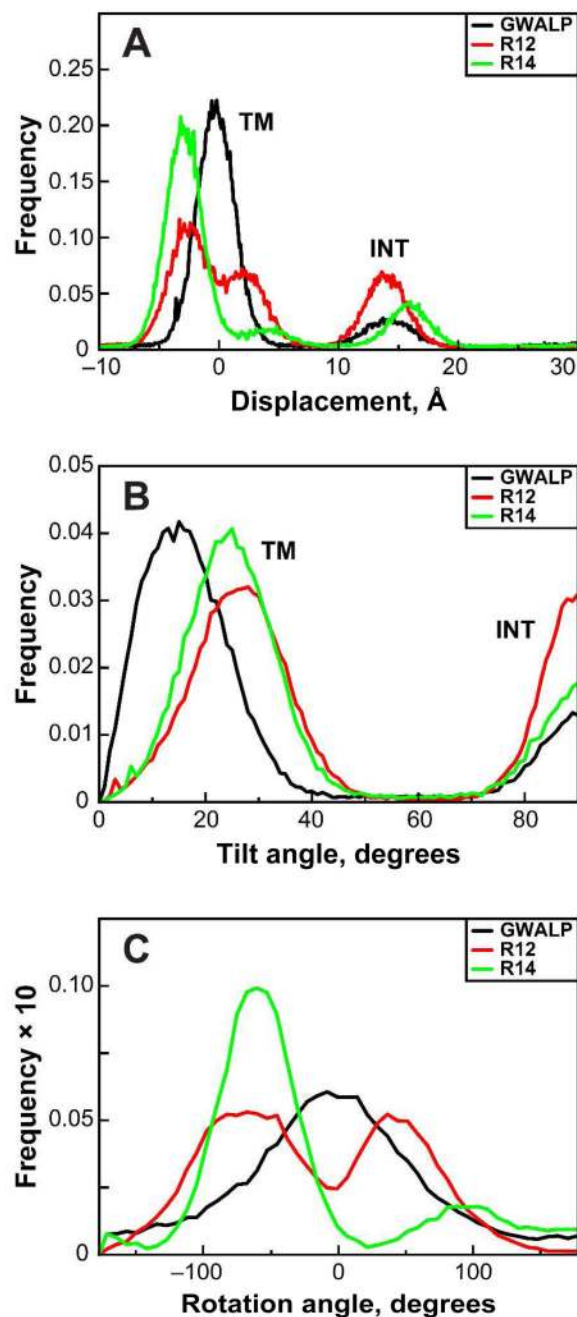 A
GWALP
R12
R14
0.25
0.20
0.15
0.10
0.05
0
Frequency
TM
INT
–10
0
10
20
30
Displacement, Å
B
GWALP
R12
R14
0.05
0.04
0.03
0.02
0.01
0
Frequency
TM
INT
0
20
40
60
80
Tilt angle, degrees
C
GWALP
R12
R14
0.10
0.05
0
Frequency × 10
–100
0
100
Rotation angle, degrees